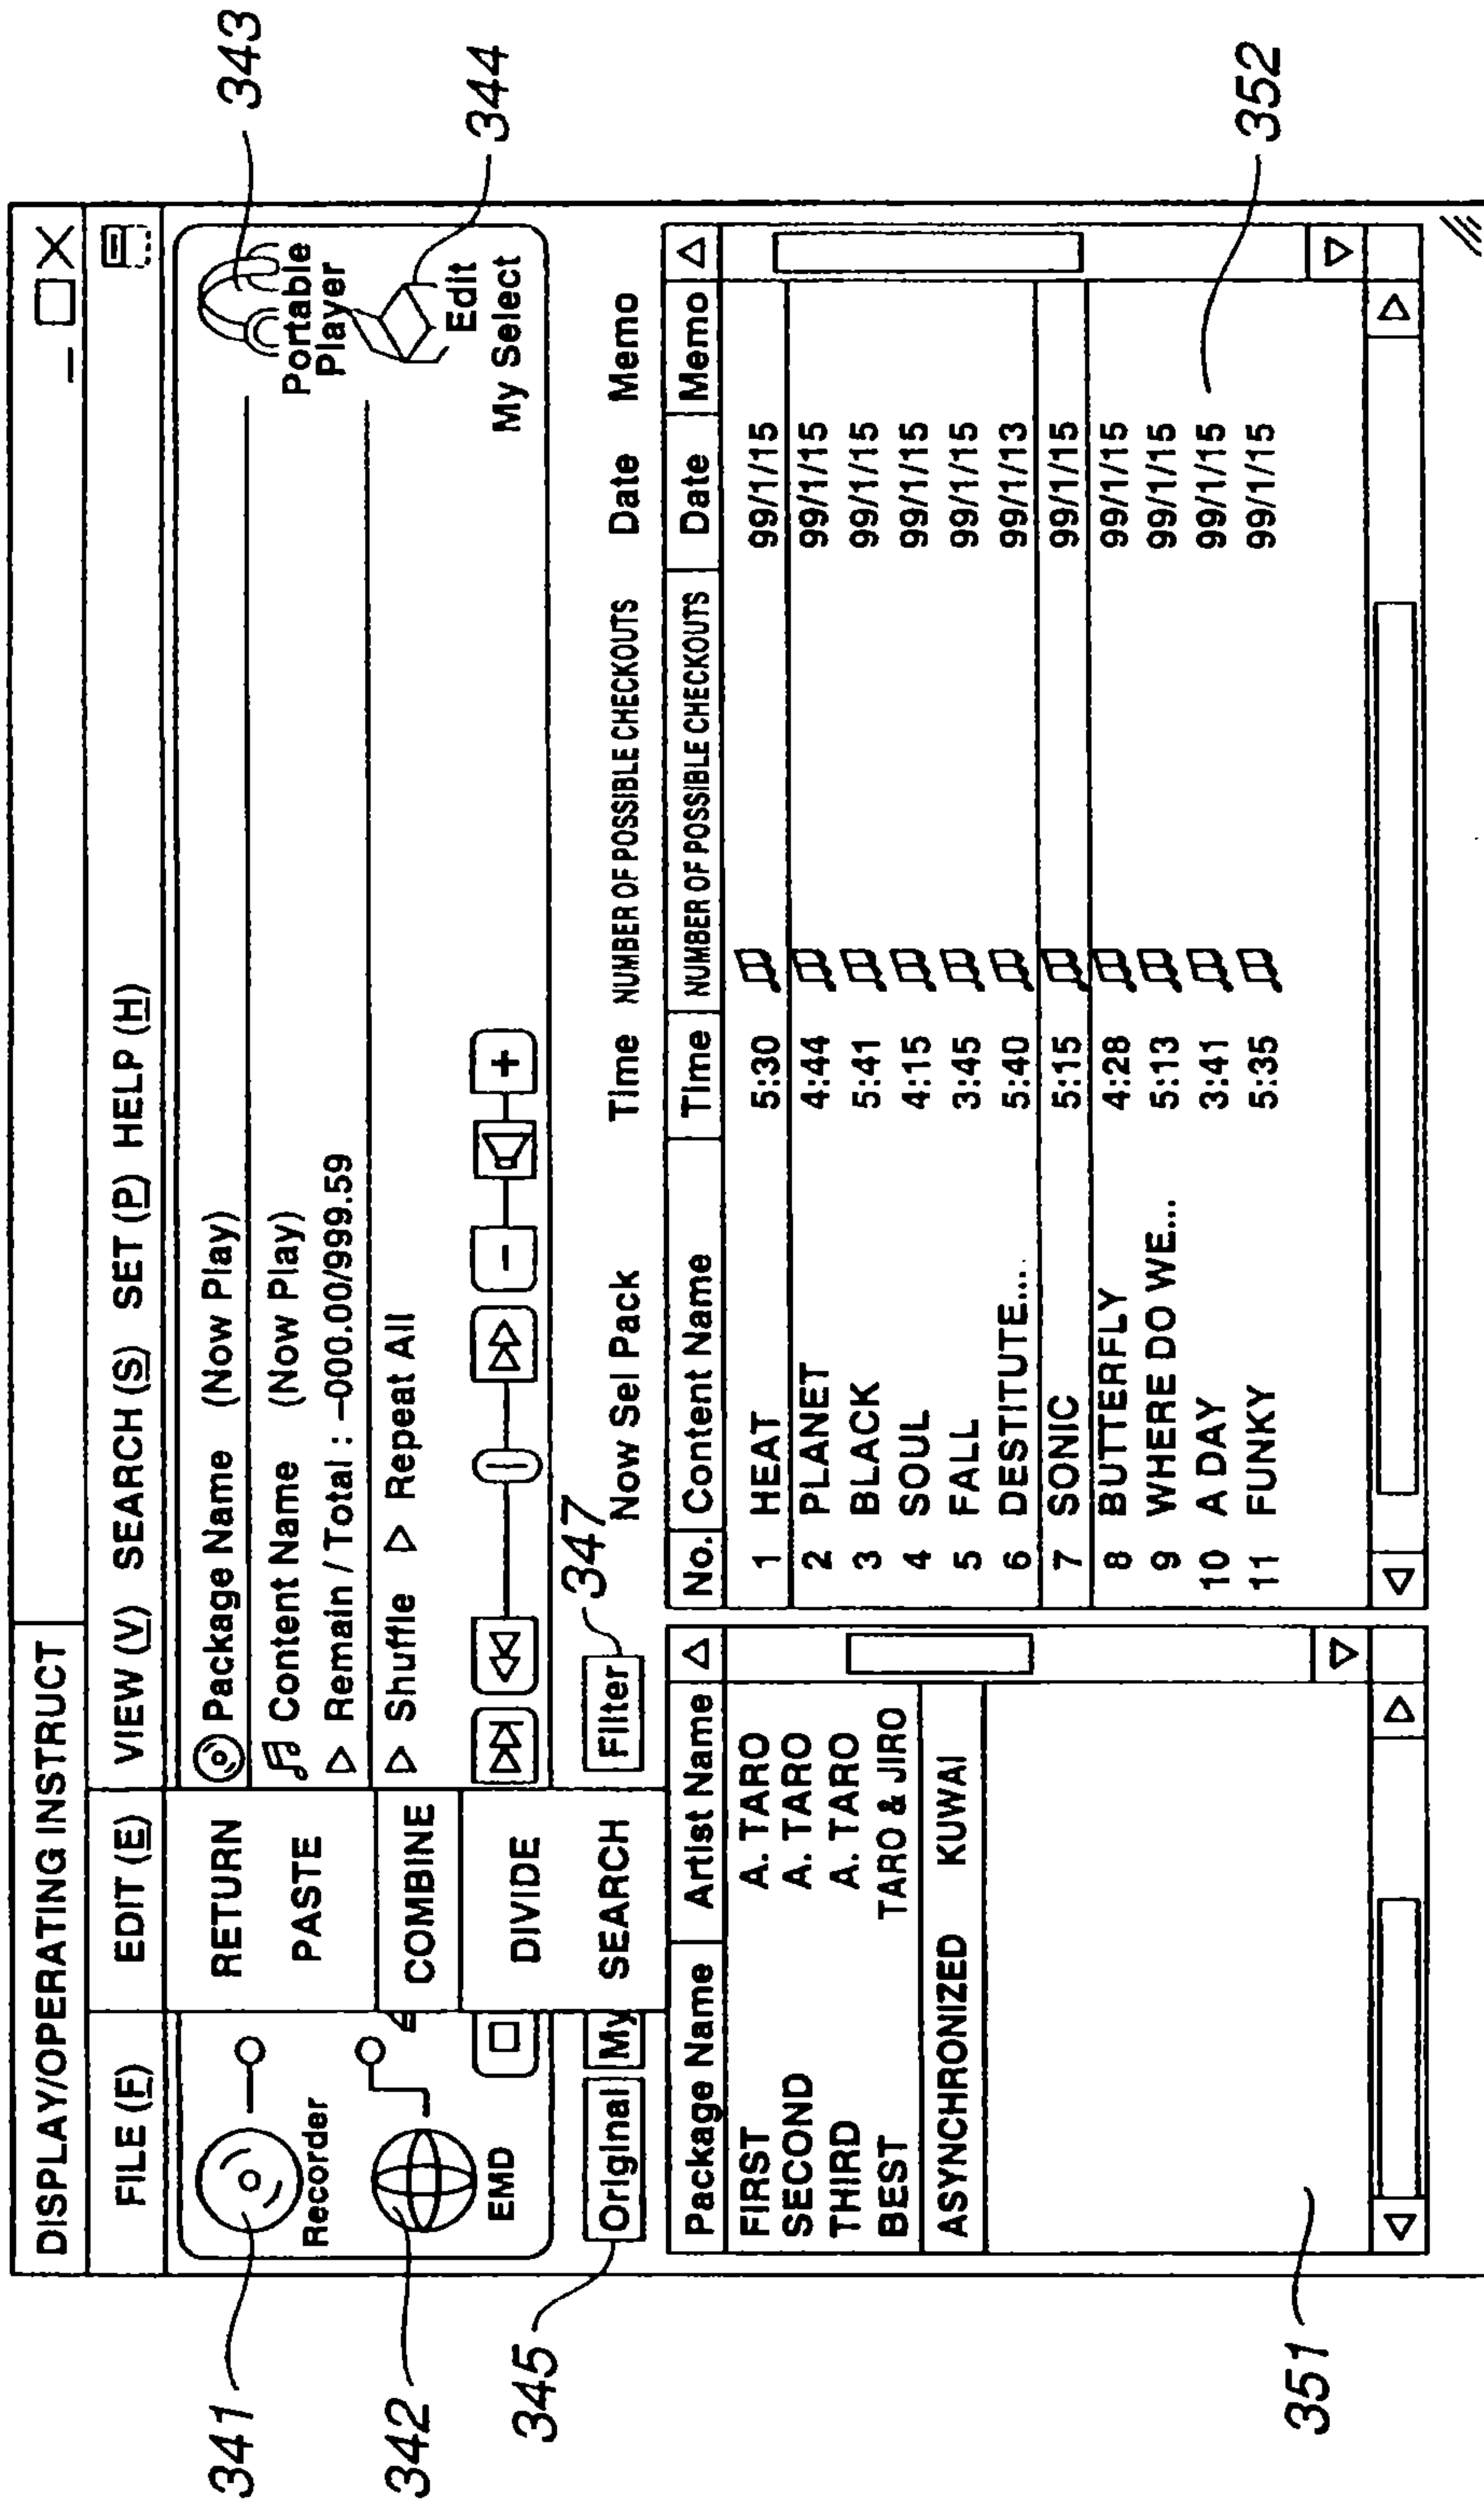 DISPLAY/OPERATING INSTRUCT
FILE (F) EDIT (E) VIEW (V) SEARCH (S) SET (P) HELP (H)
341
Recorder
342
EMD
RETURN
PASTE
COMBINE
DIVIDE
SEARCH
Package Name (Now Play)
Content Name (Now Play)
Remain / Total : –000.00/999.59
Shuffle Repeat All
- +
343
Portable
Player
344
Edit
My Select
345
Original My Filter 347
Now Sel Pack Time NUMBER OF POSSIBLE CHECKOUTS Date Memo
Package Name Artist Name
FIRST A. TARO
SECOND A. TARO
THIRD A. TARO
BEST TARO & JIRO
ASYNCHRONIZED KUWAI
351
No. Content Name Time NUMBER OF POSSIBLE CHECKOUTS Date Memo
1 HEAT 5:30 99/1/15
2 PLANET 4:44 99/1/15
3 BLACK 5:41 99/1/15
4 SOUL 4:15 99/1/15
5 FALL 3:45 99/1/15
6 DESTITUTE... 5:40 99/1/13
7 SONIC 5:15 99/1/15
8 BUTTERFLY 4:28 99/1/15
9 WHERE DO WE... 5:13 99/1/15
10 A DAY 3:41 99/1/15
11 FUNKY 5:35 99/1/15
352